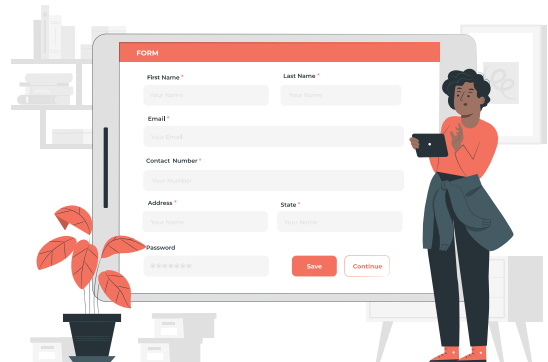 FORM
First Name *
Last Name *
Your Name
Your Name
Email *
Your Email
Contact Number *
Your Number
Address *
State *
Your Name
Your Name
Password
*******
Save
Continue